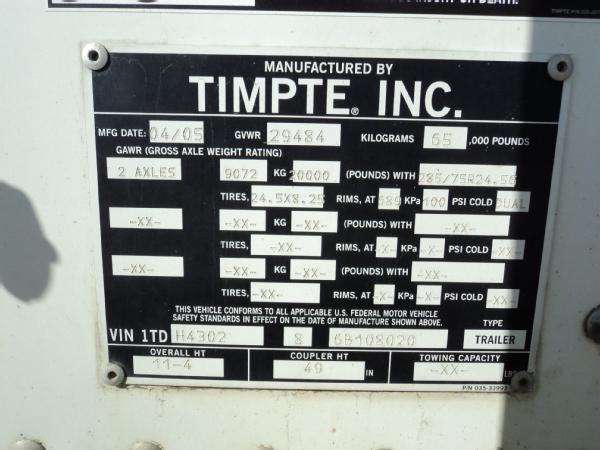 MANUFACTURED BY
TIMPTE® INC.
MFG DATE: 04/05 GVWR 29484 KILOGRAMS 65 ,000 POUNDS
GAWR (GROSS AXLE WEIGHT RATING)
2 AXLES 9072 KG 20000 (POUNDS) WITH 285/75R24.5G
TIRES, 24.5X8.25 RIMS, AT 689 KPa 100 PSI COLD DUAL
-XX- -XX- KG -XX- (POUNDS) WITH -XX-
TIRES, -XX- RIMS, AT -X- KPa -X- PSI COLD -XX-
-XX- -XX- KG -XX- (POUNDS) WITH -XX-
TIRES, -XX- RIMS, AT -X- KPa -X- PSI COLD -XX-
THIS VEHICLE CONFORMS TO ALL APPLICABLE U.S. FEDERAL MOTOR VEHICLE
SAFETY STANDARDS IN EFFECT ON THE DATE OF MANUFACTURE SHOWN ABOVE.
TYPE
VIN 1TD H4302 8 6B108020 TRAILER
OVERALL HT COUPLER HT TOWING CAPACITY
11-4 49 IN -XX- LBS
P/N 035-33993